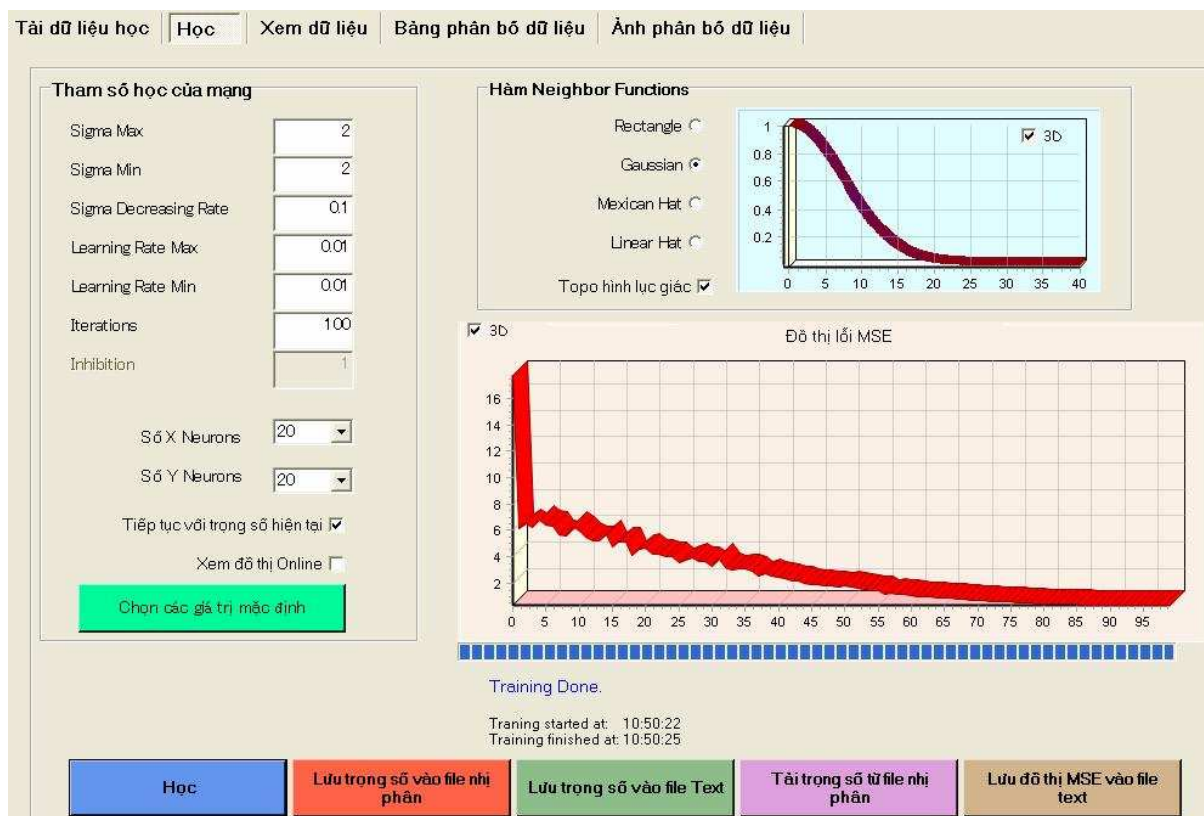 Tải dữ liệu học Học Xem dữ liệu Bảng phân bố dữ liệu Ảnh phân bố dữ liệu
Tham số học của mạng
Sigma Max 2
Sigma Min 2
Sigma Decreasing Rate 0.1
Learning Rate Max 0.01
Learning Rate Min 0.01
Iterations 100
Inhibition 1
Số X Neurons 20
Số Y Neurons 20
Tiếp tục với trọng số hiện tại
Xem đồ thị Online
Chọn các giá trị mặc định
Hàm Neighbor Functions
Rectangle
Gaussian
Mexican Hat
Linear Hat
Topo hình lục giác
3D
1
0.8
0.6
0.4
0.2
0 5 10 15 20 25 30 35 40
3D
Đồ thị lỗi MSE
16
14
12
10
8
6
4
2
0 5 10 15 20 25 30 35 40 45 50 55 60 65 70 75 80 85 90 95
Training Done.
Traning started at: 10:50:22
Training finished at: 10:50:25
Học
Lưu trọng số vào file nhị
phân
Lưu trọng số vào file Text
Tải trọng số từ file nhị
phân
Lưu đồ thị MSE vào file
text